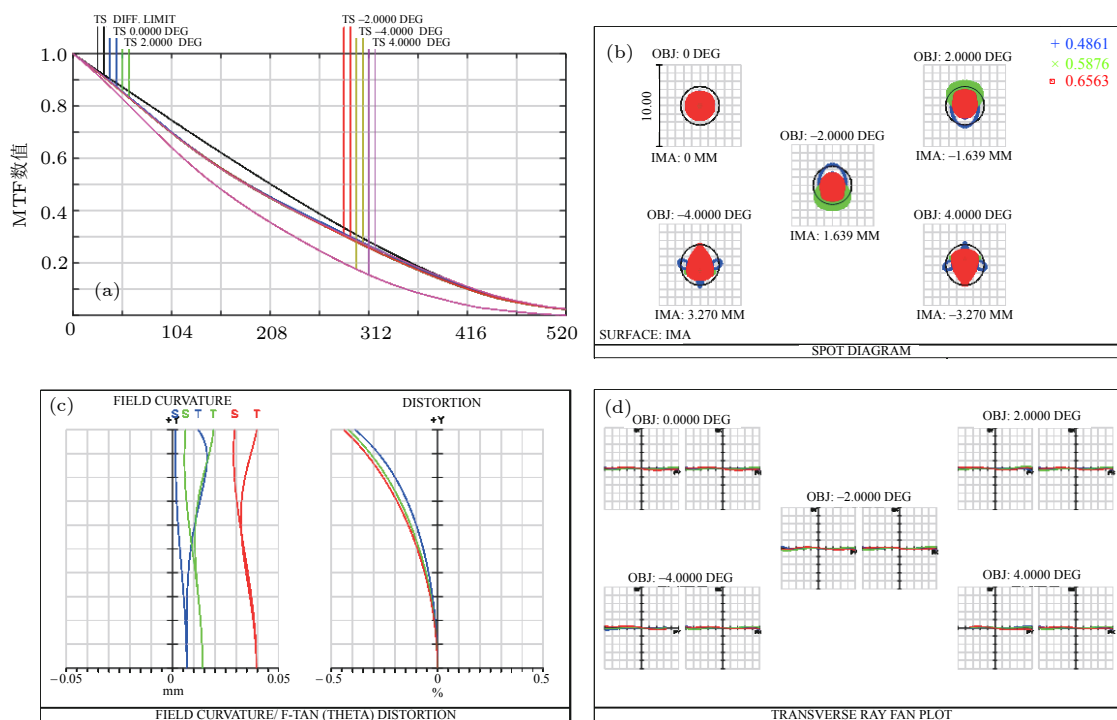 TS DIFF. LIMIT
TS 0.0000 DEG
TS 2.0000 DEG
TS −2.0000 DEG
TS −4.0000 DEG
TS 4.0000 DEG
1.0
0.8
0.6
0.4
0.2
MTF数值
(a)
0 104 208 312 416 520
(b)
+ 0.4861
× 0.5876
0.6563
OBJ: 0 DEG
OBJ: 2.0000 DEG
10.00
IMA: 0 MM
IMA: −1.639 MM
OBJ: −2.0000 DEG
IMA: 1.639 MM
OBJ: −4.0000 DEG
OBJ: 4.0000 DEG
IMA: 3.270 MM
IMA: −3.270 MM
SURFACE: IMA
SPOT DIAGRAM
(c)
FIELD CURVATURE
S S T T S T
+Y
DISTORTION
+Y
−0.05 0 0.05
mm
−0.5 0 0.5
%
FIELD CURVATURE/ F-TAN (THETA) DISTORTION
(d)
OBJ: 0.0000 DEG
OBJ: 2.0000 DEG
OBJ: −2.0000 DEG
OBJ: −4.0000 DEG
OBJ: 4.0000 DEG
TRANSVERSE RAY FAN PLOT